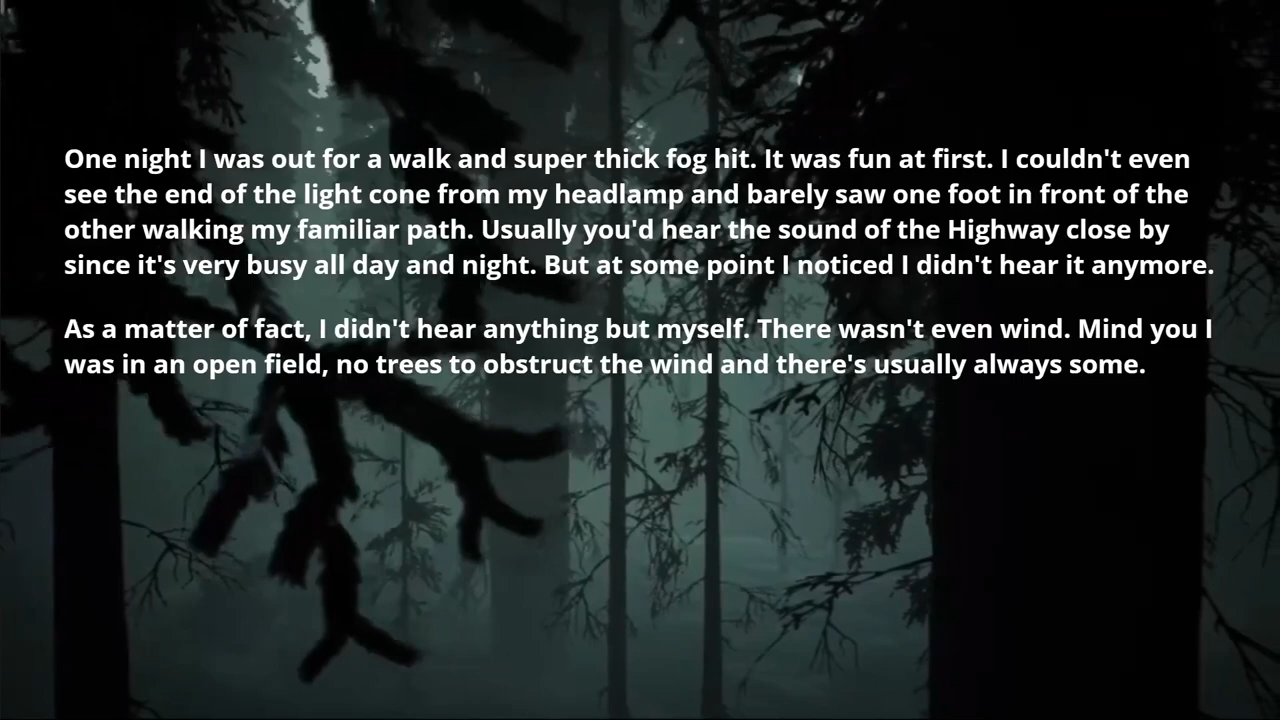 One night I was out for a walk and super thick fog hit. It was fun at first. I couldn't even
see the end of the light cone from my headlamp and barely saw one foot in front of the
other walking my familiar path. Usually you'd hear the sound of the Highway close by
since it's very busy all day and night. But at some point I noticed I didn't hear it anymore.
As a matter of fact, I didn't hear anything but myself. There wasn't even wind. Mind you I
was in an open field, no trees to obstruct the wind and there's usually always some.